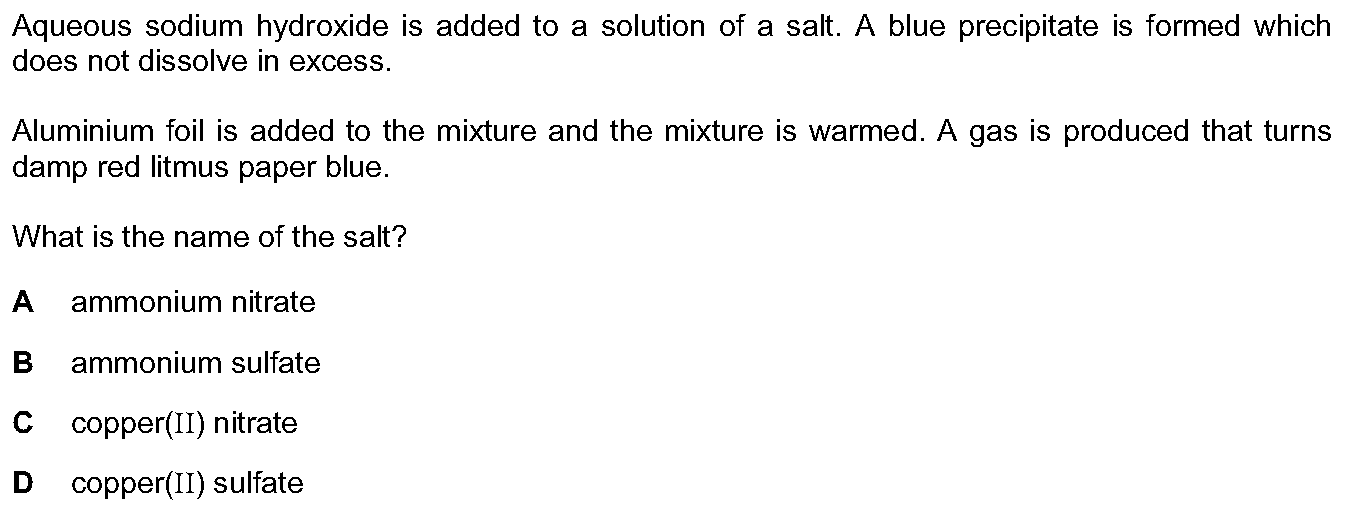 Aqueous sodium hydroxide is added to a solution of a salt. A blue precipitate is formed which
does not dissolve in excess.
Aluminium foil is added to the mixture and the mixture is warmed. A gas is produced that turns
damp red litmus paper blue.
What is the name of the salt?
A ammonium nitrate
B ammonium sulfate
C copper(II) nitrate
D copper(II) sulfate